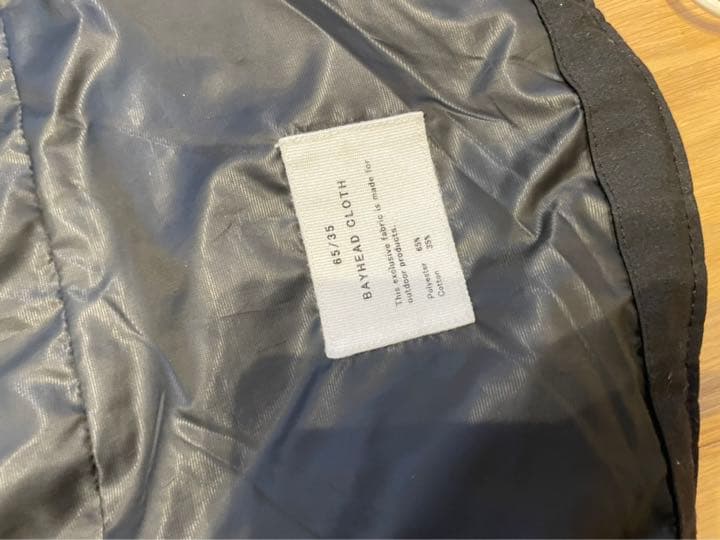 65/35
BAYHEAD CLOTH
This exclusive fabric is made for
outdoor products.
Polyester 65%
Cotton 35%